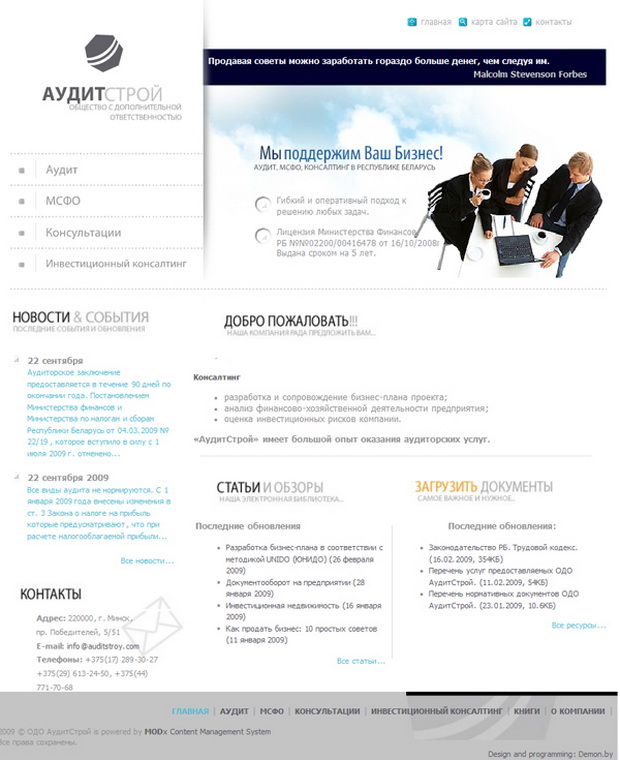 главная карта сайта контакты
Продавая советы можно заработать гораздо больше денег, чем следуя им.
Malcolm Stevenson Forbes
АУДИТСТРОЙ
ОБЩЕСТВО С ДОПОЛНИТЕЛЬНОЙ
ОТВЕТСТВЕННОСТЬЮ
Аудит
МСФО
Консультации
Инвестиционный консалтинг
Мы поддержим Ваш Бизнес!
АУДИТ, МСФО, КОНСАЛТИНГ В РЕСПУБЛИКЕ БЕЛАРУСЬ
Гибкий и оперативный подход к
решению любых задач.
Лицензия Министерства Финансов
РБ №№02200/00416478 от 16/10/2008г
Выдана сроком на 5 лет.
НОВОСТИ & СОБЫТИЯ
ПОСЛЕДНИЕ СОБЫТИЯ И ОБНОВЛЕНИЯ
22 сентября
Аудиторское заключение
предоставляется в течение 90 дней по
окончании года. Постановлением
Министерства финансов и
Министерства по налогам и сборам
Республики Беларусь от 04.03.2009 №
22/19 , которое вступило в силу с 1
июля 2009 г. отменено...
22 сентября 2009
Все виды аудита не нормируются. С 1
января 2009 года внесены изменения в
ст. 3 Закона о налоге на прибыль
которые предусматривают, что при
расчете налогооблагаемой прибыли...
Все новости...
КОНТАКТЫ
Адрес: 220000, г. Минск,
пр. Победителей, 5/51
E-mail: info@auditstroy.com
Телефоны: +375(17) 289-30-27
+375(29) 613-24-50, +375(44)
771-70-68
ДОБРО ПОЖАЛОВАТЬ!!!
НАША КОМПАНИЯ РАДА ПРЕДЛОЖИТЬ ВАМ...
Консалтинг
разработка и сопровождение бизнес-плана проекта;
анализ финансово-хозяйственной деятельности предприятия;
оценка инвестиционных рисков компании.
«АудитСтрой» имеет большой опыт оказания аудиторских услуг.
СТАТЬИ И ОБЗОРЫ
НАША ЭЛЕКТРОННАЯ БИБЛИОТЕКА...
Последние обновления
Разработка бизнес-плана в соответствии с
методикой UNIDO (ЮНИДО) (26 февраля
2009)
Документооборот на предприятии (28
января 2009)
Инвестиционная недвижимость (16 января
2009)
Как продать бизнес: 10 простых советов
(11 января 2009)
Все статьи...
ЗАГРУЗИТЬ ДОКУМЕНТЫ
САМОЕ ВАЖНОЕ И НУЖНОЕ..
Последние обновления:
Законодательство РБ. Трудовой кодекс.
(16.02.2009, 354КБ)
Перечень услуг предоставляемых ОДО
АудитСтрой. (11.02.2009, 54КБ)
Перечень нормативных документов ОДО
АудитСтрой. (23.01.2009, 10.6КБ)
Все ресурсы...
ГЛАВНАЯ | АУДИТ | МСФО | КОНСУЛЬТАЦИИ | ИНВЕСТИЦИОННЫЙ КОНСАЛТИНГ | КНИГИ | О КОМПАНИИ |
2009 © ОДО АудитСтрой is powered by MODx Content Management System
Все права сохранены.
Design and programming: Demon.by